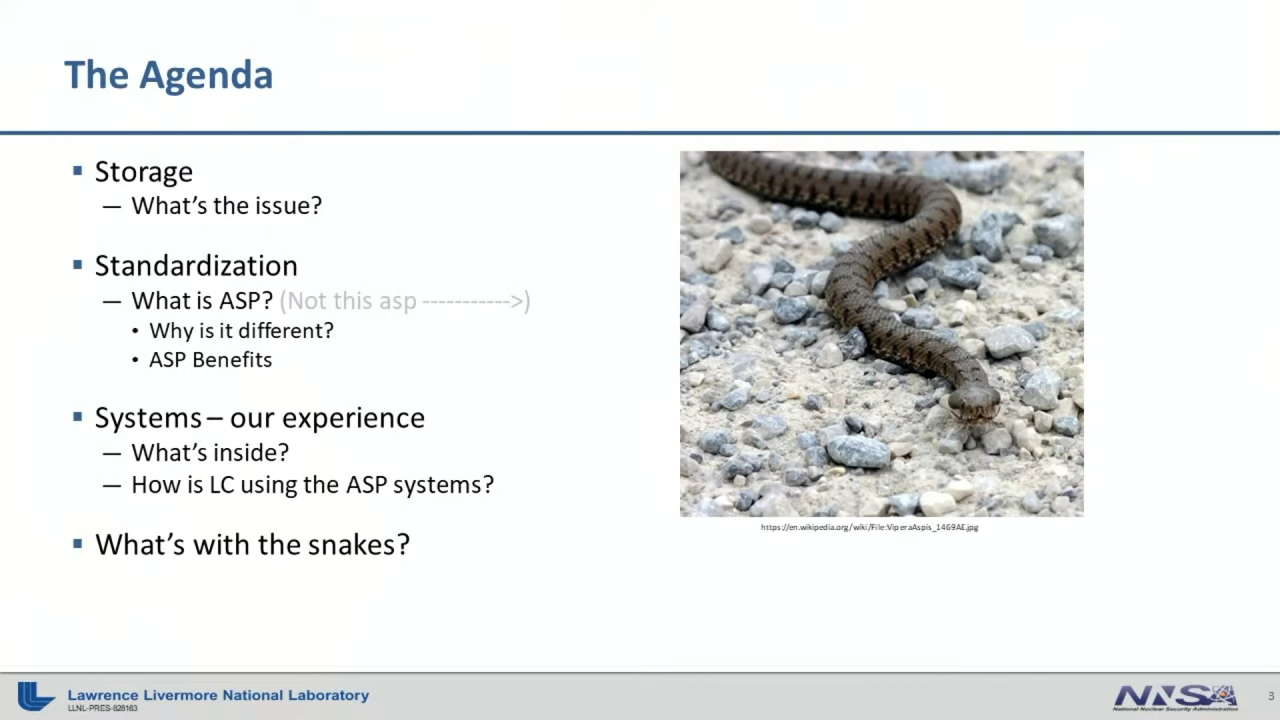 The Agenda
Storage
— What's the issue?
Standardization
— What is ASP? (Not this asp ----------->)
• Why is it different?
• ASP Benefits
Systems – our experience
— What's inside?
— How is LC using the ASP systems?
What's with the snakes?
https://en.wikipedia.org/wiki/File:ViperaAspis_1469AE.jpg
Lawrence Livermore National Laboratory
LLNL-PRES-828163
NNSA
National Nuclear Security Administration
3